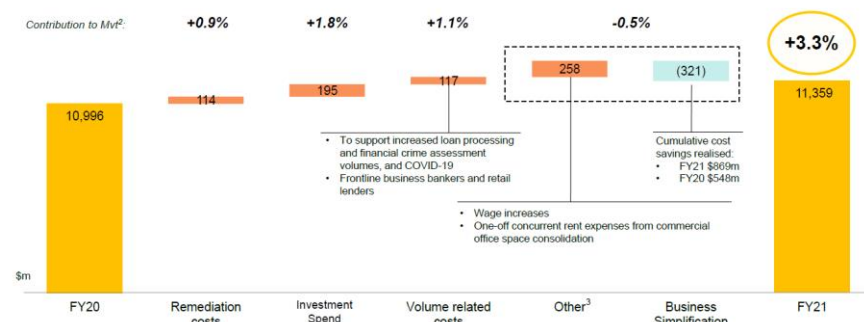 Contribution to Mvt²: +0.9% +1.8% +1.1% -0.5%
+3.3%
10,996 114 195 117 258 (321) 11,359
• To support increased loan processing
and financial crime assessment
volumes, and COVID-19
• Frontline business bankers and retail
lenders
Cumulative cost
savings realised:
• FY21 $869m
• FY20 $548m
• Wage increases
• One-off concurrent rent expenses from commercial
office space consolidation
$m
FY20 Remediation Investment Volume related Other³ Business FY21
costs Spend costs Simplification